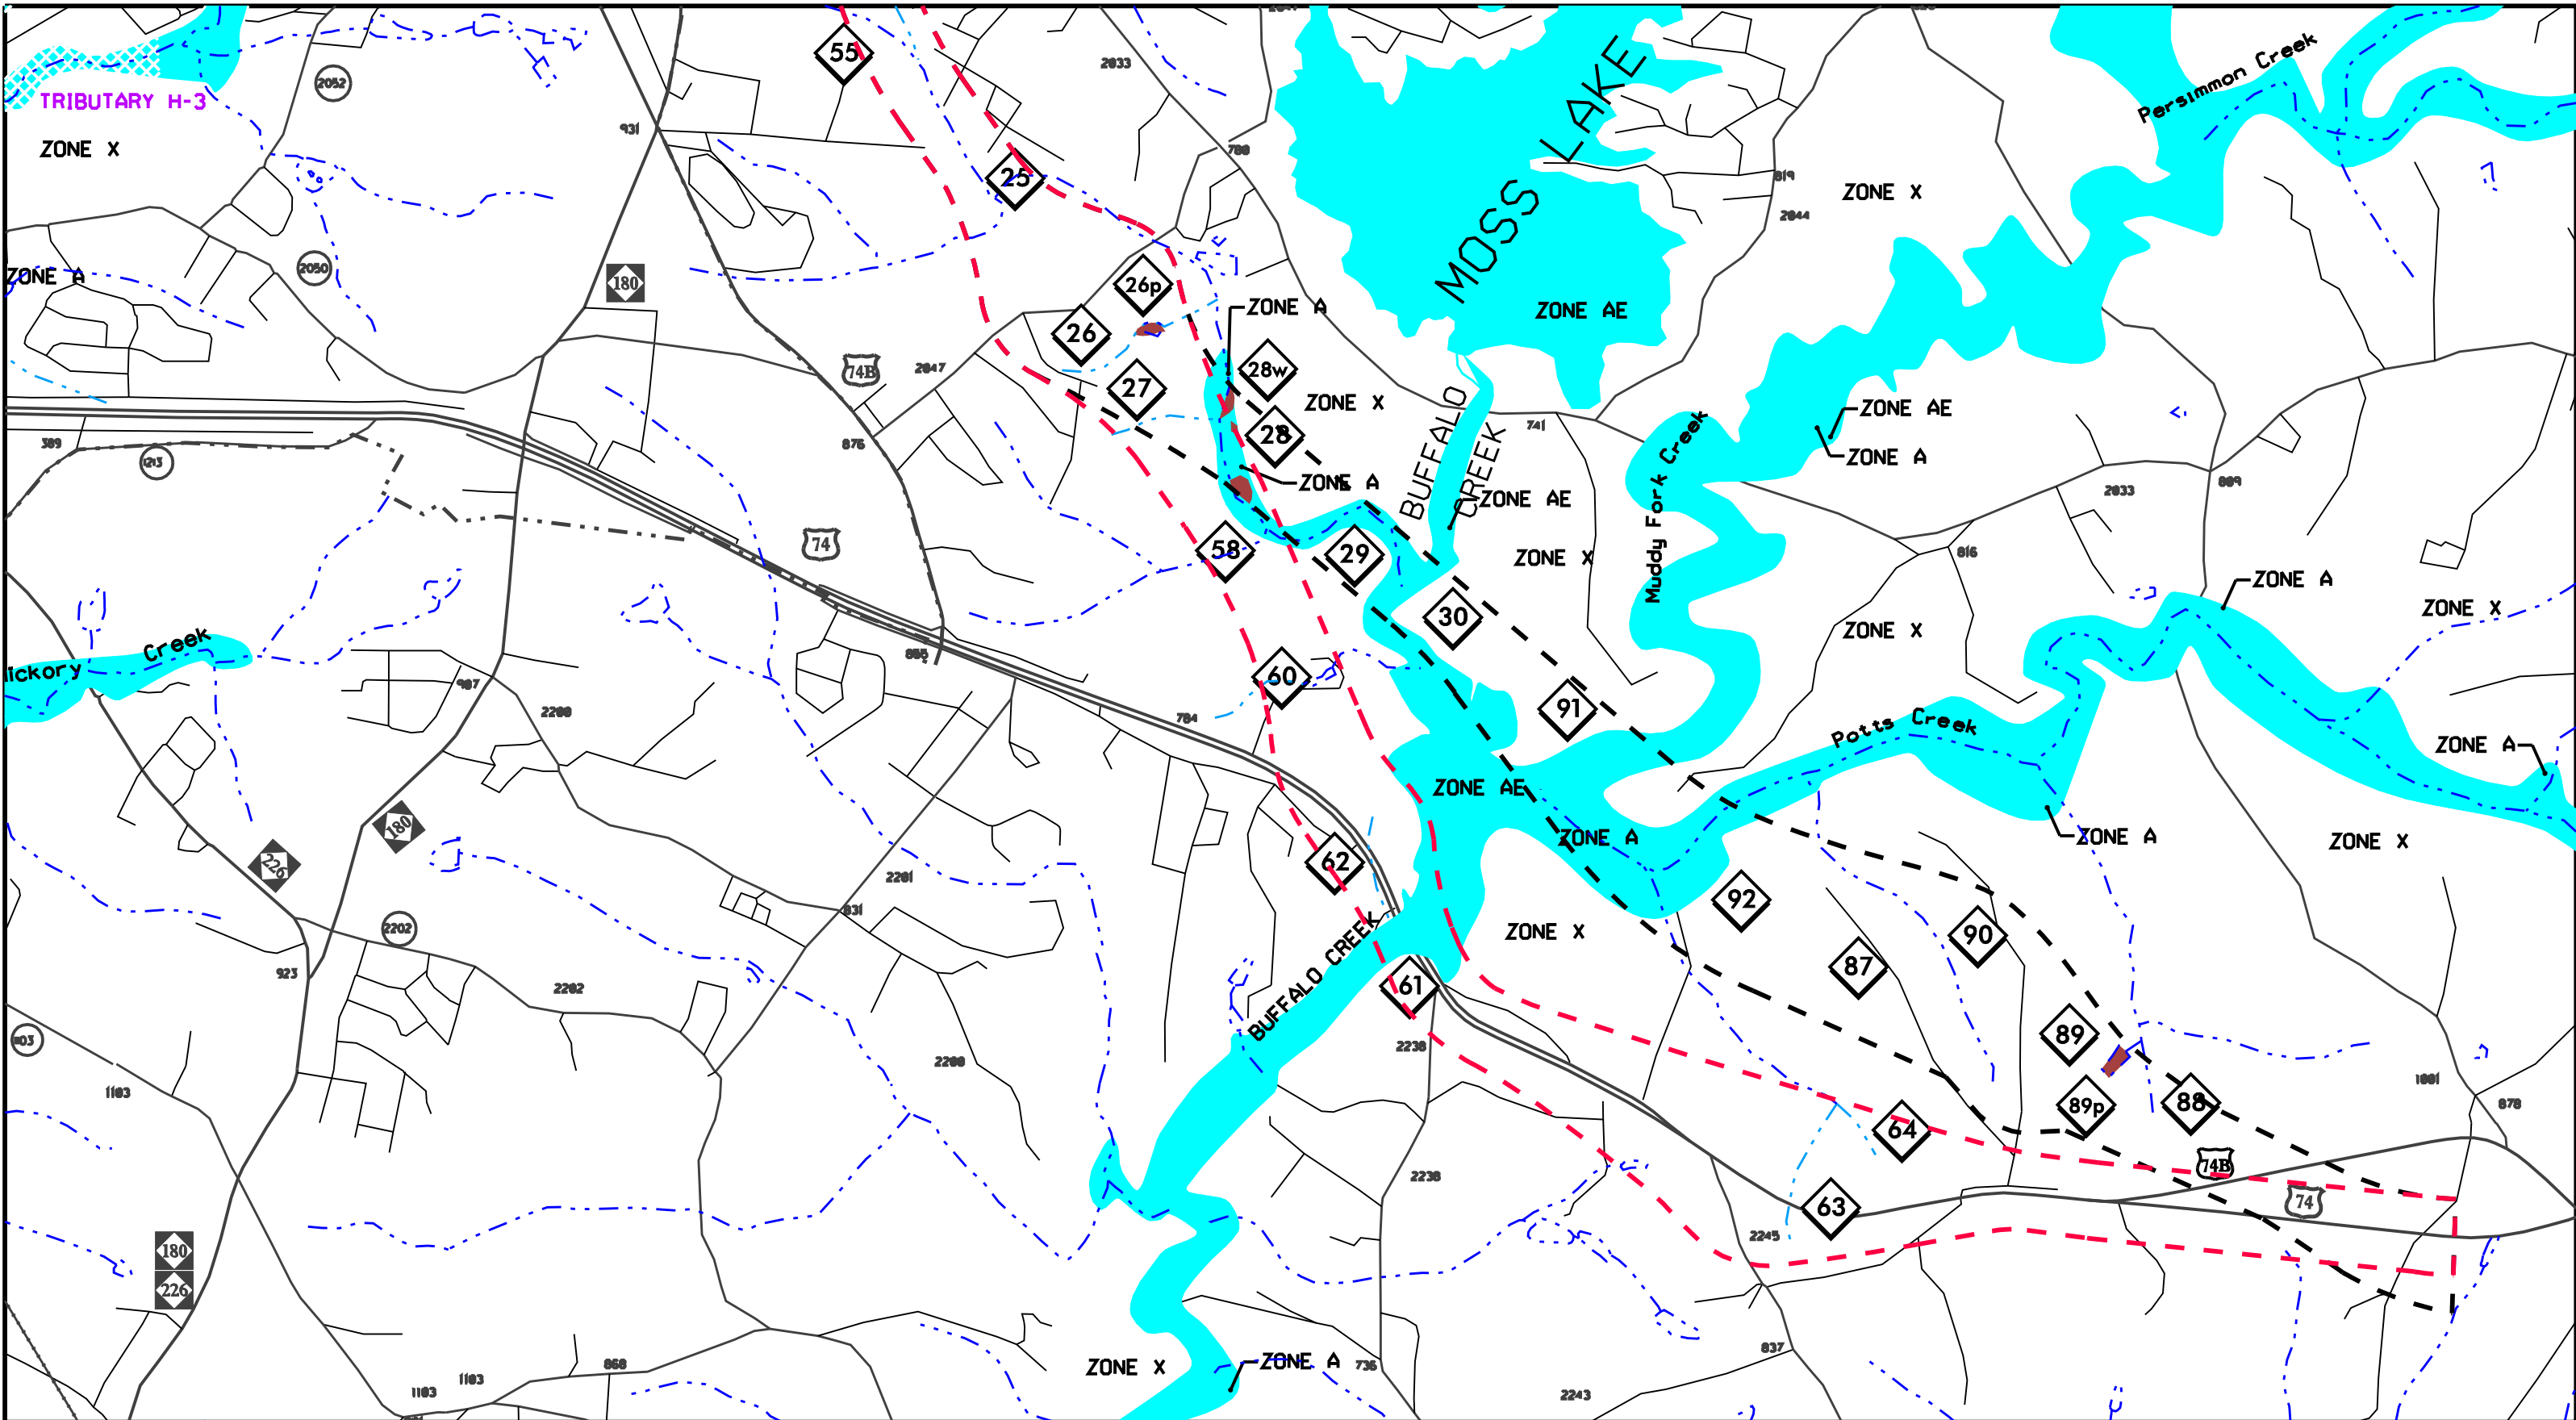 55
2033
MOSS LAKE
Persimmon Creek
2052
TRIBUTARY H-3
931
ZONE X
780
25
819
ZONE X
2044
2050
ZONE A
180
26p
ZONE A
ZONE AE
26
28w
74B
2047
27
ZONE X
ZONE AE
BUFFALO CREEK
741
28
Muddy Fork Creek
389
876
ZONE A
1213
ZONE A
2033
809
ZONE AE
74
58
29
ZONE X
816
ZONE A
ZONE X
30
ZONE X
Creek
60
987
2200
784
91
Potts Creek
ZONE A
ZONE AE
180
ZONE A
ZONE A
ZONE X
226
62
2201
831
92
2202
BUFFALO CREEK
ZONE X
90
87
923
61
2202
89
2238
2200
1103
1001
89p
88
878
64
2238
74B
74
63
2245
180
226
837
ZONE X
ZONE A
736
868
1103
1103
2243